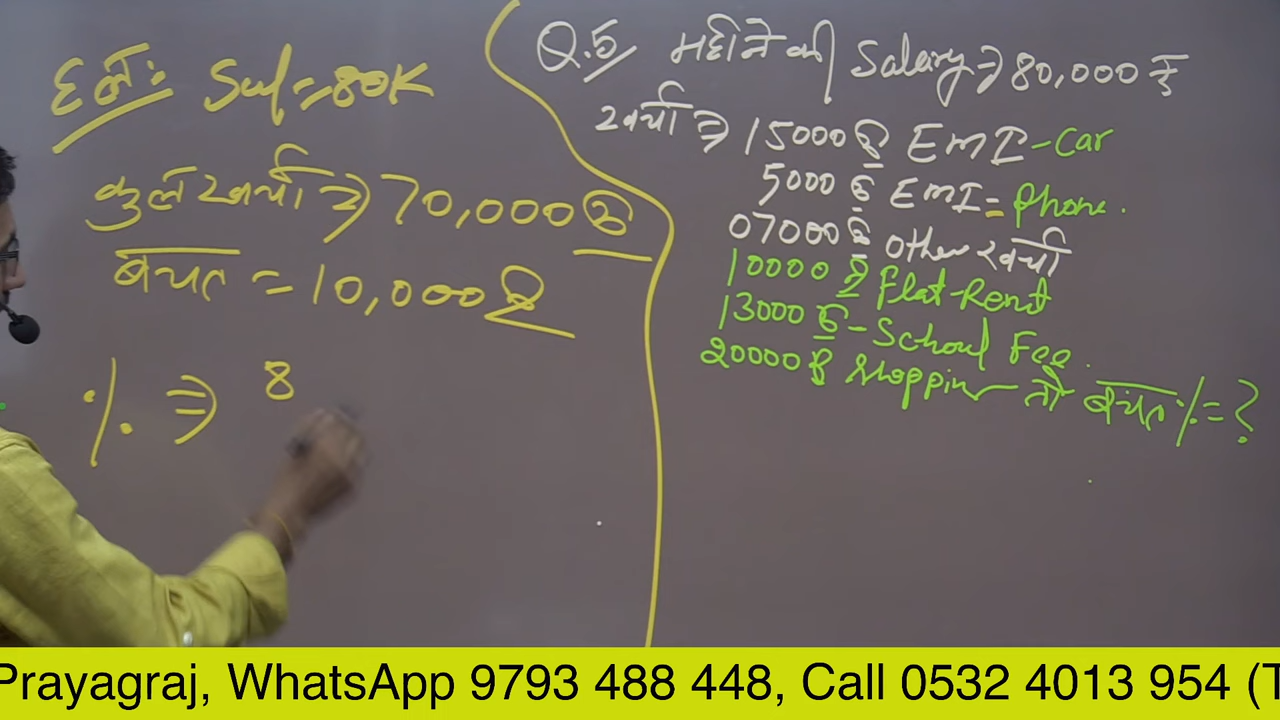 हल: Sal = 80K
कुल खर्चा ⇒ 70,000 रु
बचत = 10,000 रु
% ⇒ 8
Q.5 महीने की Salary ⇒ 80,000 ₹
खर्चा ⇒ 15000 रु EMI - Car
5000 रु EMI = Phone.
07000 रु other खर्चा
10000 रु Flat-Rent
13000 रु - School Fee.
20000 रु Shopping तो बचत % = ?
Prayagraj, WhatsApp 9793 488 448, Call 0532 4013 954 (T